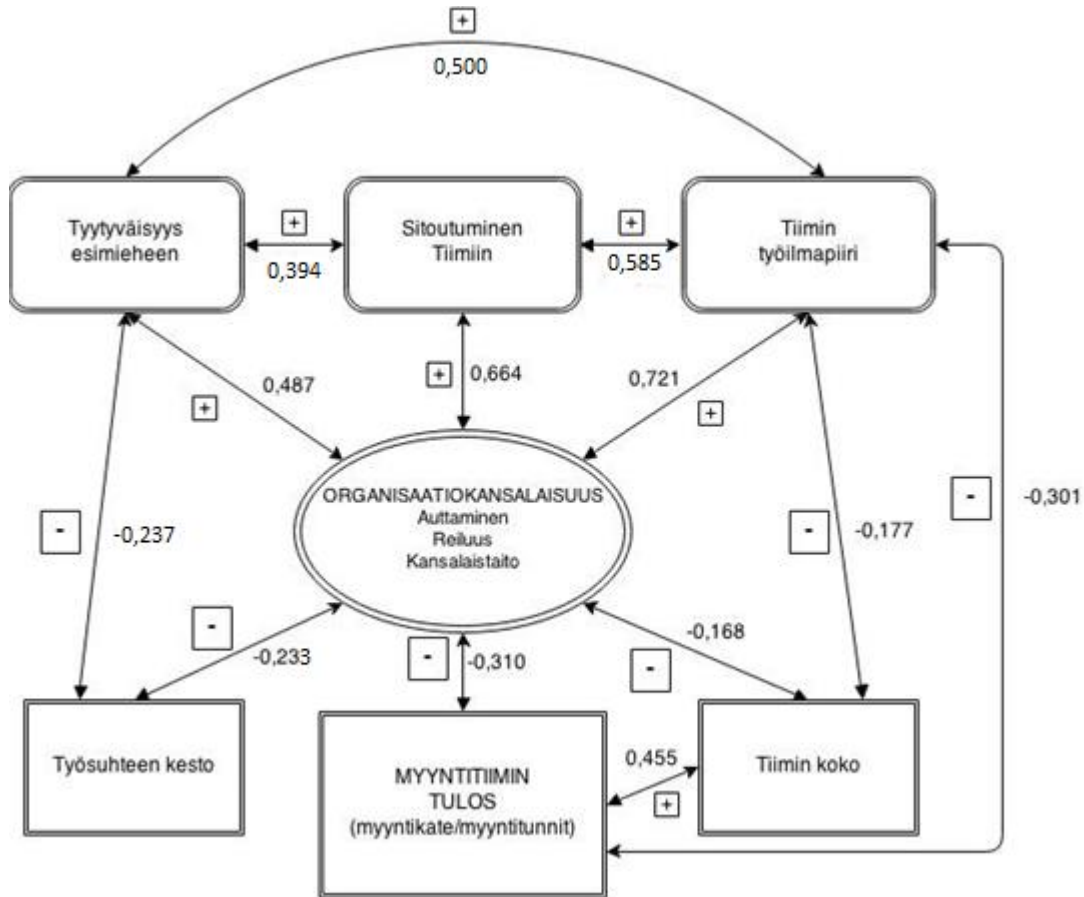 +
0,500
Tyytyväisyys
esimieheen
+
0,394
Sitoutuminen
Tiimiin
+
0,585
Tiimin
työilmapiiri
0,487
+
+
0,664
0,721
+
-
-0,237
ORGANISAATIOKANSALAISUUS
Auttaminen
Reiluus
Kansalaistaito
-
-0,177
-
-0,301
-
-0,233
-
-0,310
-0,168
-
Työsuhteen kesto
MYYNTITIIMIN
TULOS
(myyntikate/myyntitunnit)
0,455
+
Tiimin koko